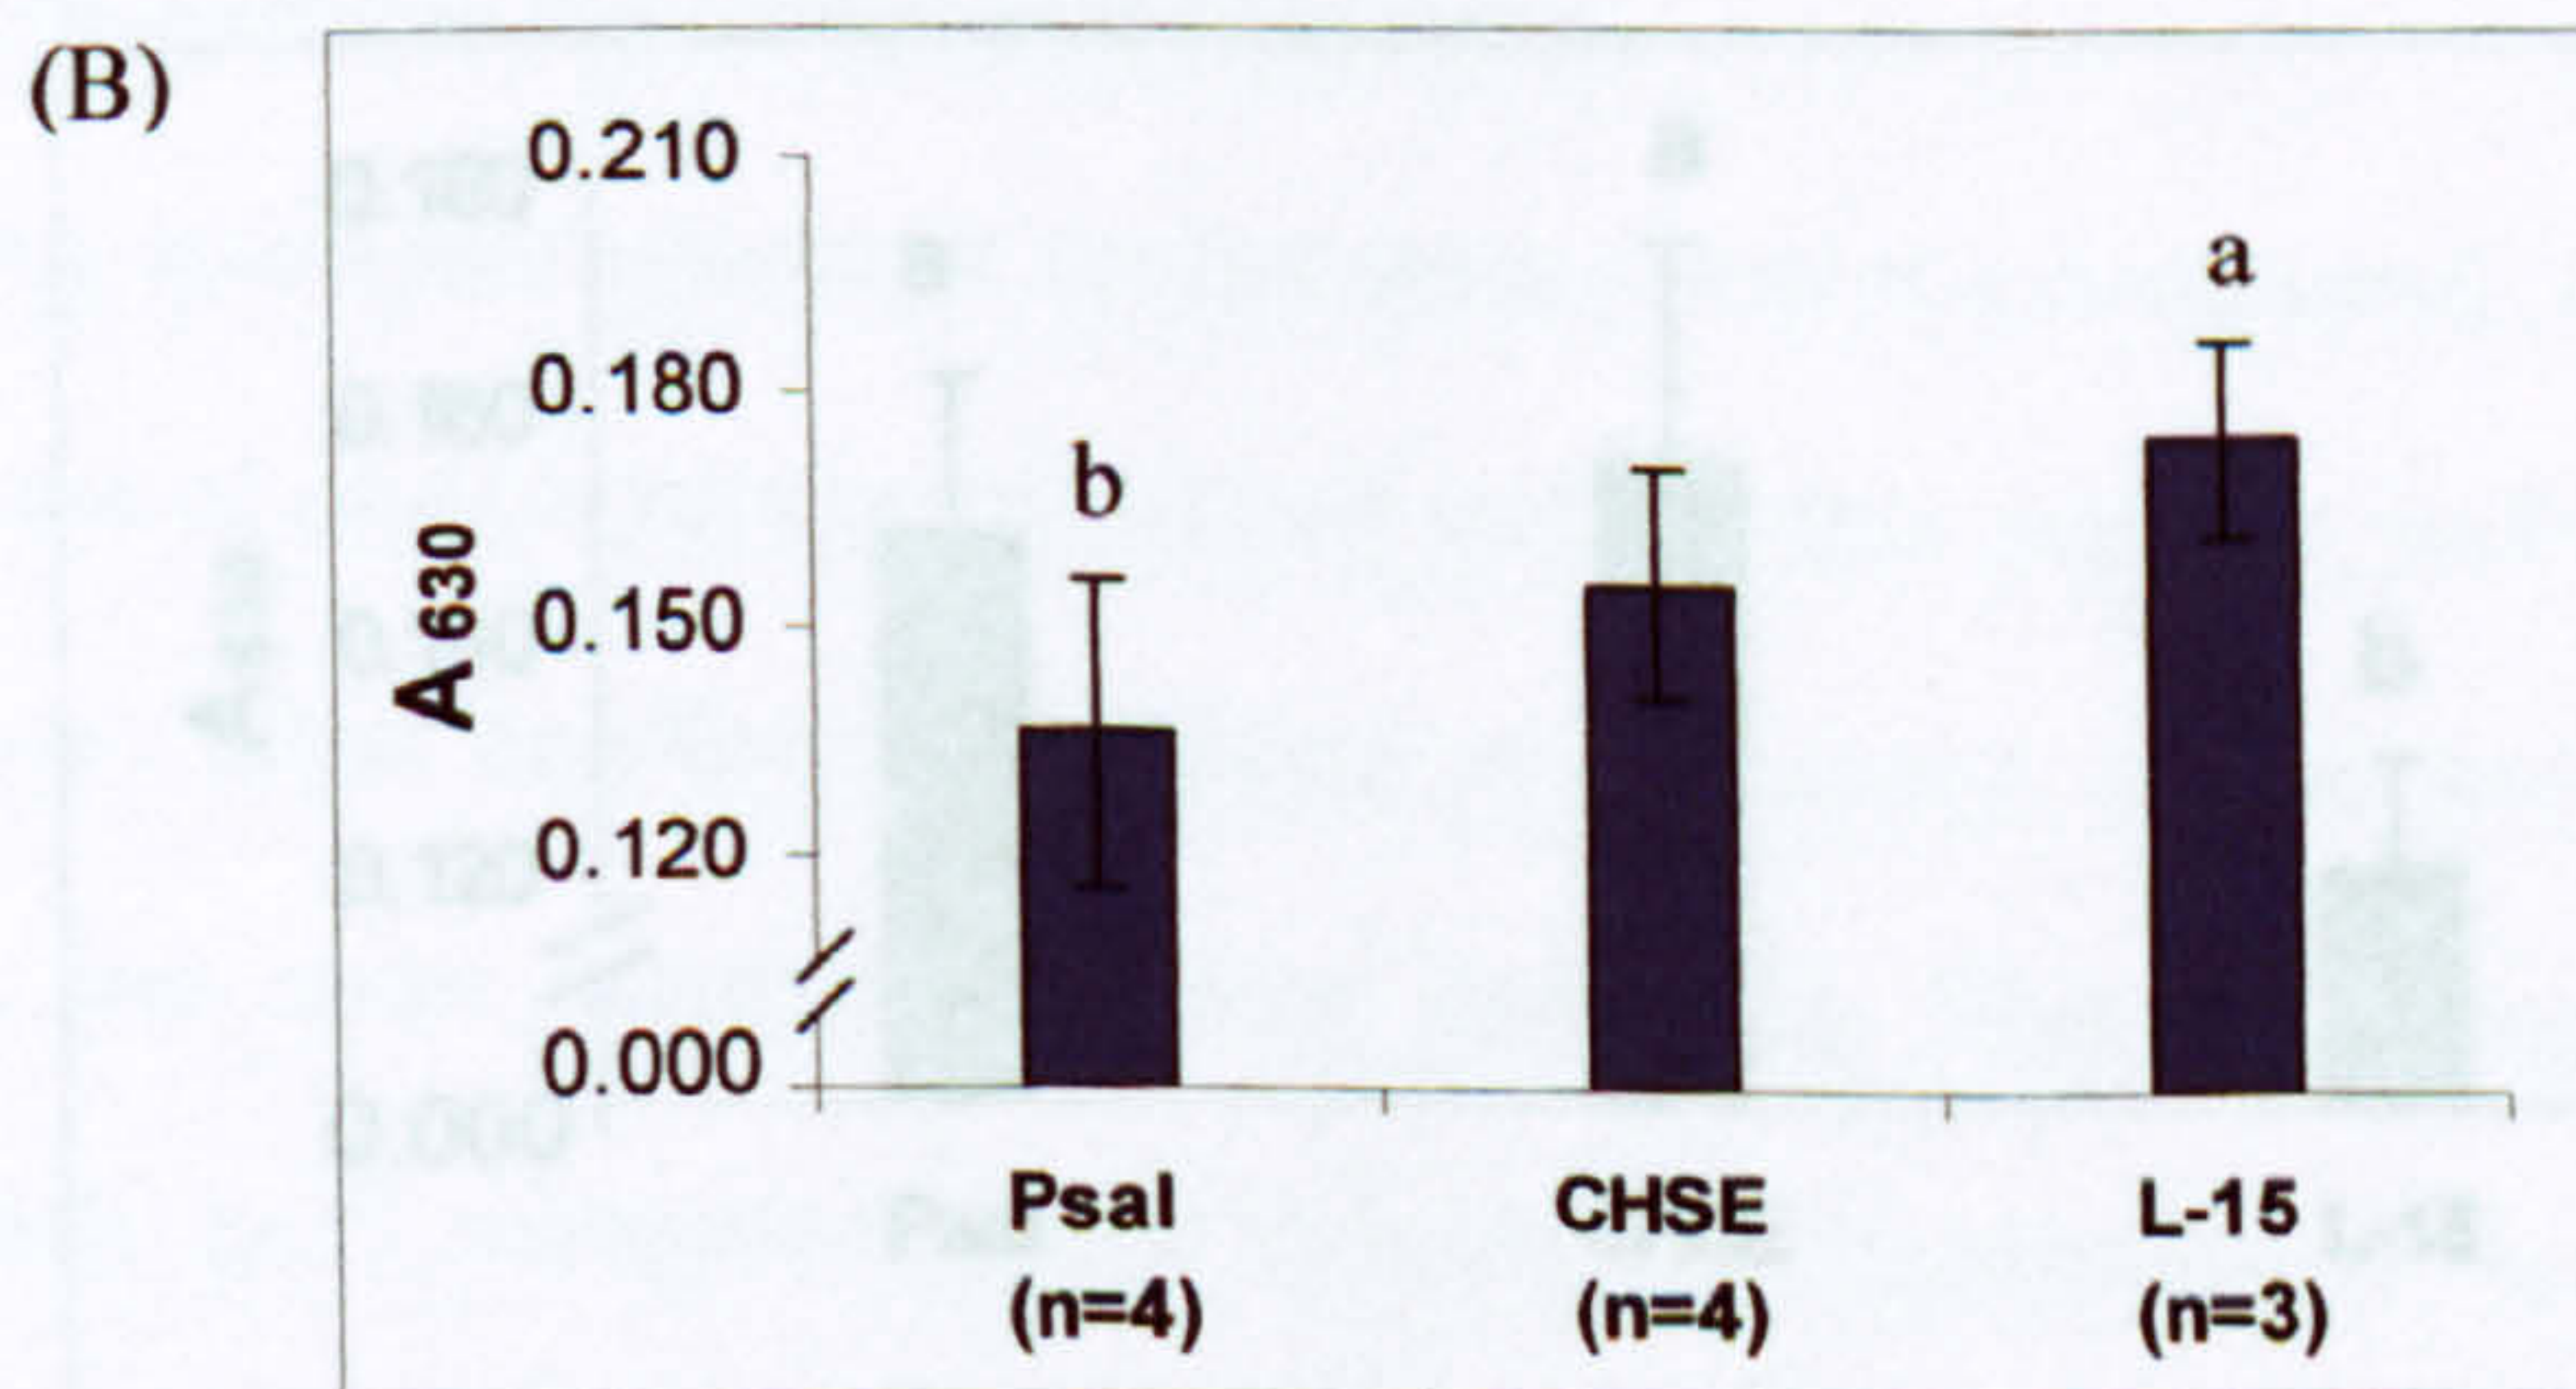 (B)
0.210
0.180
0.150
0.120
0.000
A 630
b
a
Psal
CHSE
L-15
(n=4)
(n=4)
(n=3)